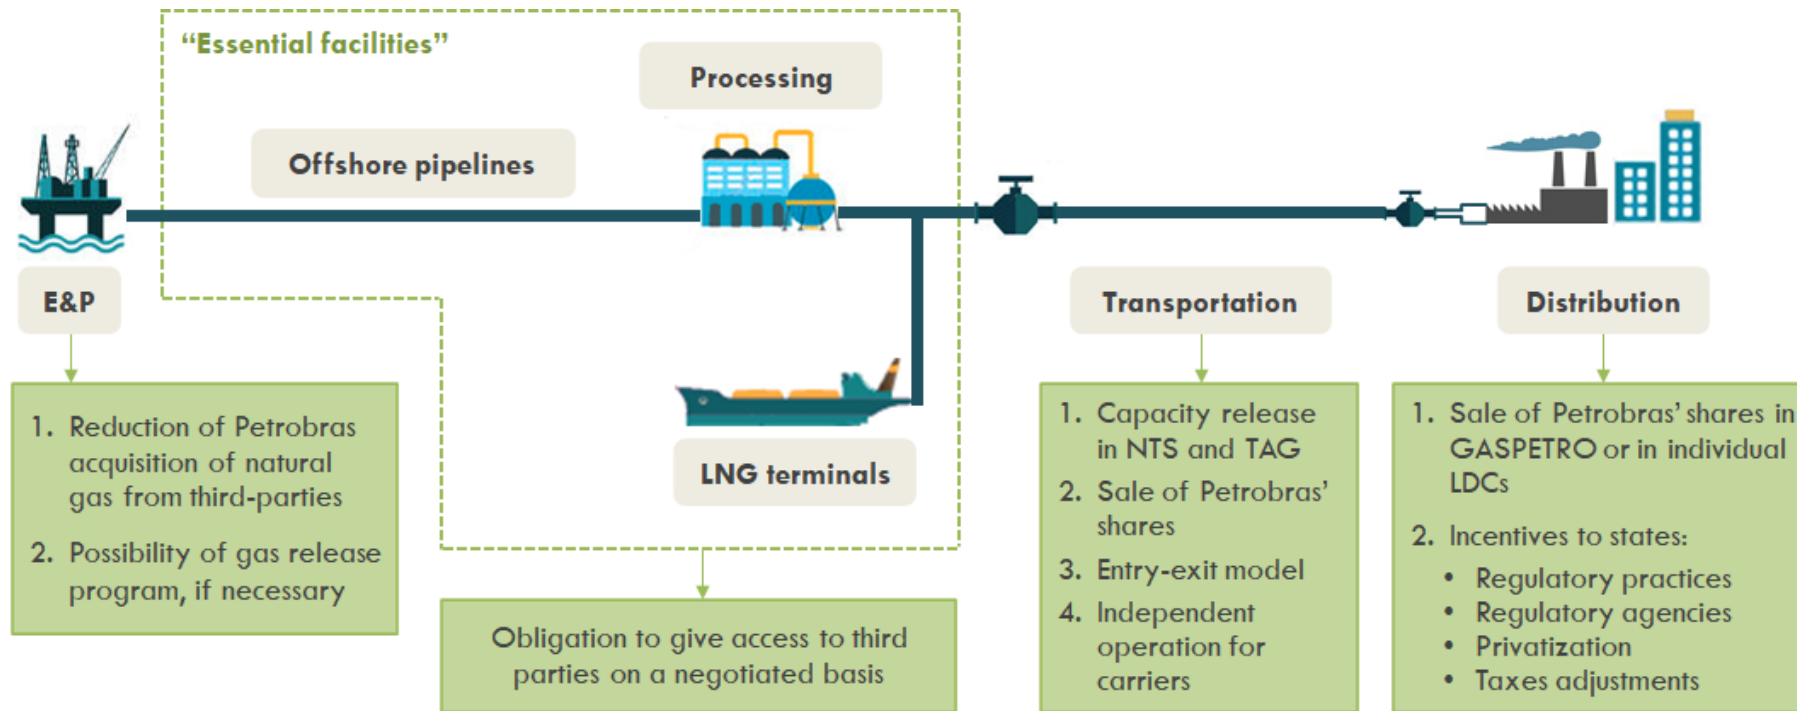 “Essential facilities”
Processing
Offshore pipelines
E&P
Transportation
Distribution
LNG terminals
1. Reduction of Petrobras
acquisition of natural
gas from third-parties
2. Possibility of gas release
program, if necessary
Obligation to give access to third
parties on a negotiated basis
1. Capacity release
in NTS and TAG
2. Sale of Petrobras’
shares
3. Entry-exit model
4. Independent
operation for
carriers
1. Sale of Petrobras’ shares in
GASPETRO or in individual
LDCs
2. Incentives to states:
• Regulatory practices
• Regulatory agencies
• Privatization
• Taxes adjustments